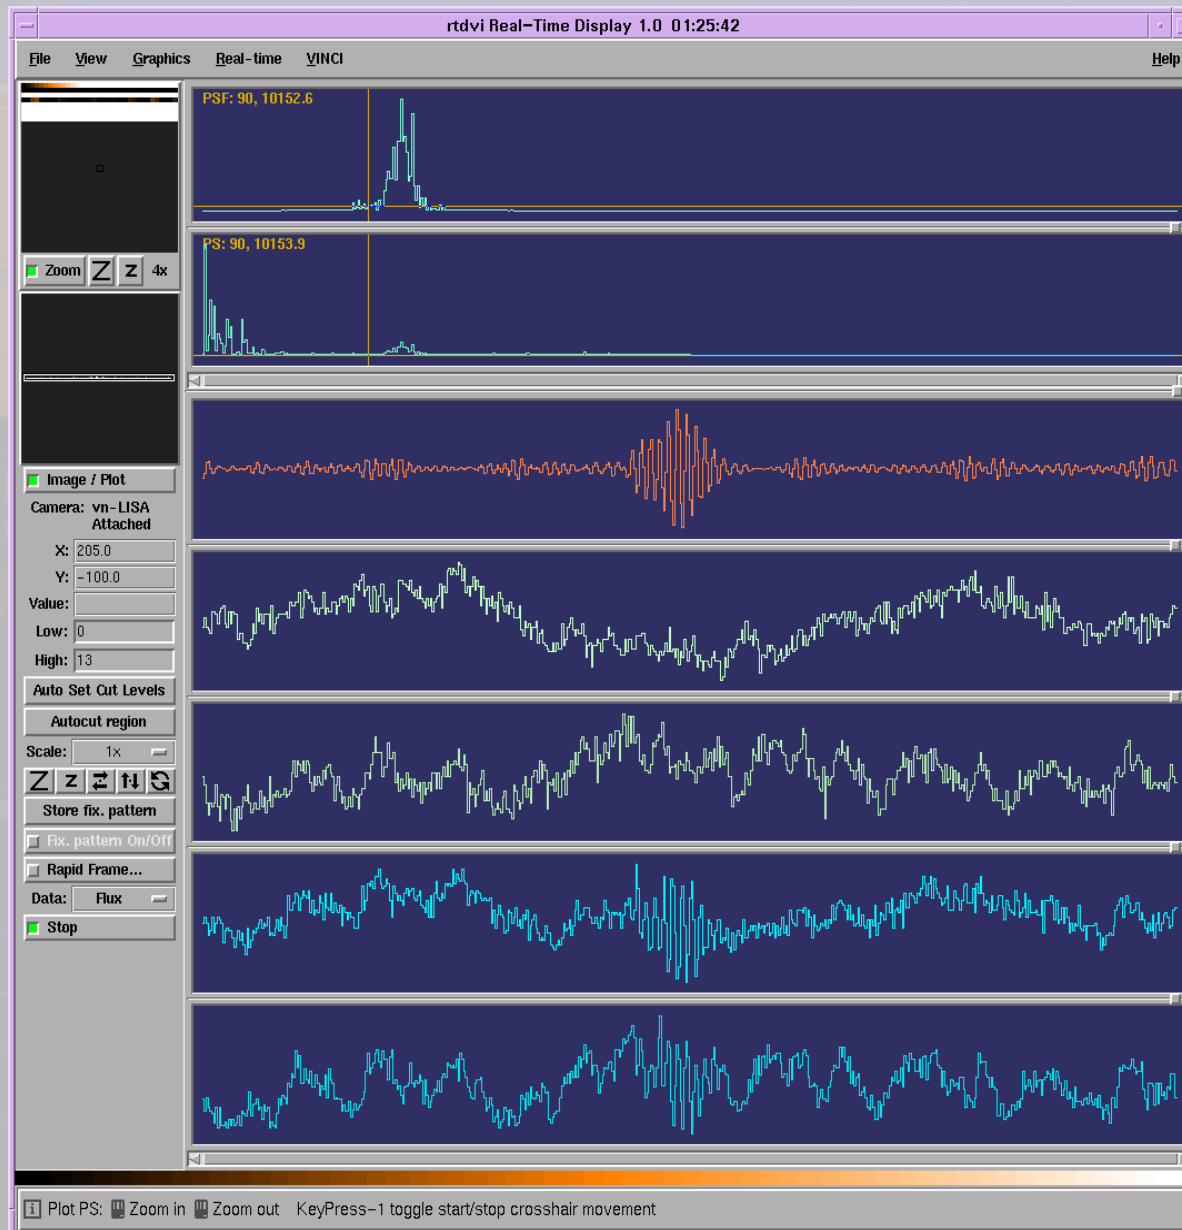 rtdvi Real-Time Display 1.0 01:25:42
File View Graphics Real-time VINCI Help
PSF: 90, 10152.6
PS: 90, 10153.9
Zoom Z z 4x
Image / Plot
Camera: vn-LISA
Attached
X: 205.0
Y: -100.0
Value:
Low: 0
High: 13
Auto Set Cut Levels
Autocut region
Scale: 1x
Z z
Store fix. pattern
Fix. pattern On/Off
Rapid Frame...
Data: Flux
Stop
i Plot PS: Zoom in Zoom out KeyPress-1 toggle start/stop crosshair movement